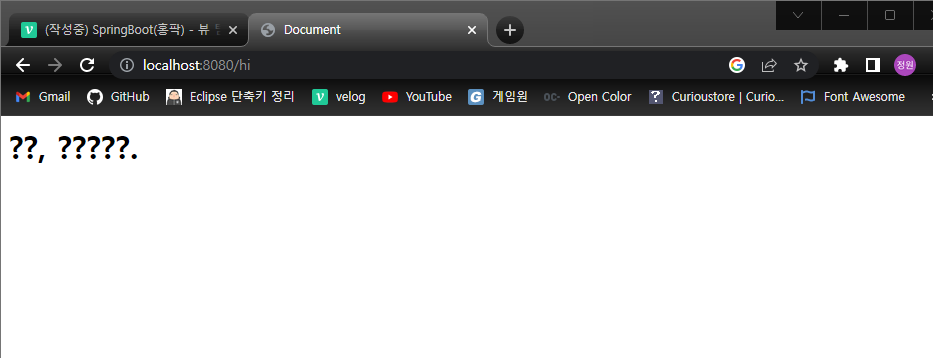 (작성중) SpringBoot(홍팍) - 뷰
Document
localhost:8080/hi
정원
Gmail
GitHub
Eclipse 단축키 정리
velog
YouTube
게임원
OC-
Open Color
Curioustore | Curio...
Font Awesome
??, ?????.